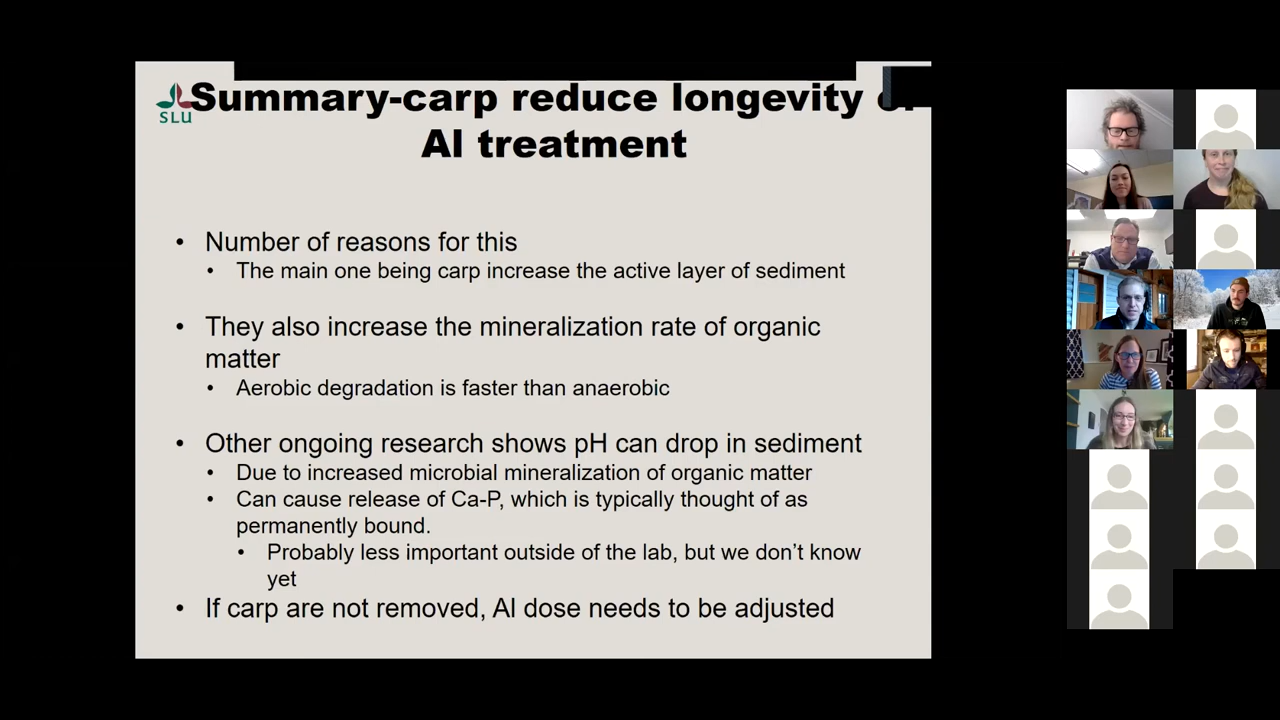 SLU
Summary-carp reduce longevity
Al treatment
• Number of reasons for this
• The main one being carp increase the active layer of sediment
• They also increase the mineralization rate of organic
matter
• Aerobic degradation is faster than anaerobic
• Other ongoing research shows pH can drop in sediment
• Due to increased microbial mineralization of organic matter
• Can cause release of Ca-P, which is typically thought of as
permanently bound.
• Probably less important outside of the lab, but we don’t know
yet
• If carp are not removed, Al dose needs to be adjusted